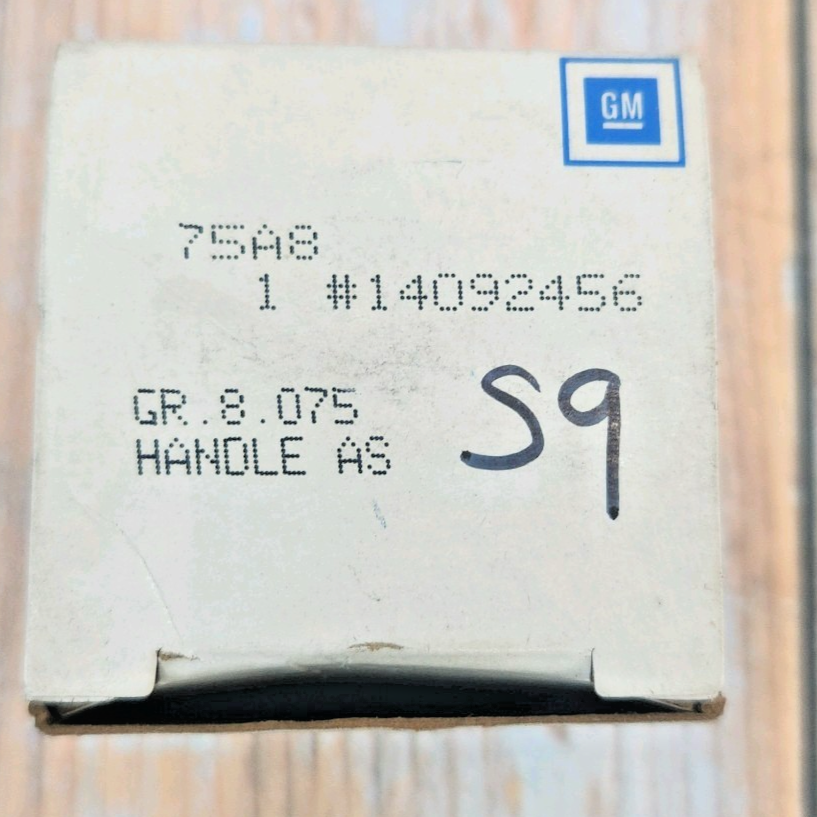 GM
75A8
1 #14092456
GR.8.075
HANDLE AS
S9